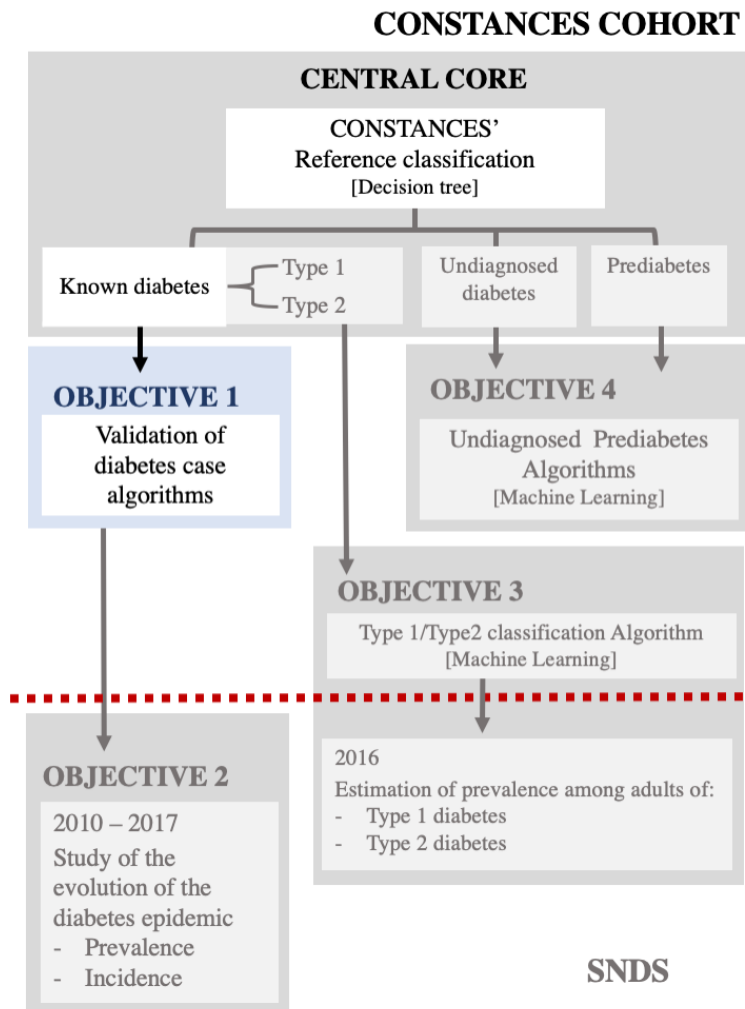 CONSTANCES COHORT
CENTRAL CORE
CONSTANCES’
Reference classification
[Decision tree]
Known diabetes
Type 1
Type 2
Undiagnosed
diabetes
Prediabetes
OBJECTIVE 1
Validation of
diabetes case
algorithms
OBJECTIVE 4
Undiagnosed Prediabetes
Algorithms
[Machine Learning]
OBJECTIVE 3
Type 1/Type2 classification Algorithm
[Machine Learning]
2016
Estimation of prevalence among adults of:
- Type 1 diabetes
- Type 2 diabetes
OBJECTIVE 2
2010 – 2017
Study of the
evolution of the
diabetes epidemic
- Prevalence
- Incidence
SNDS